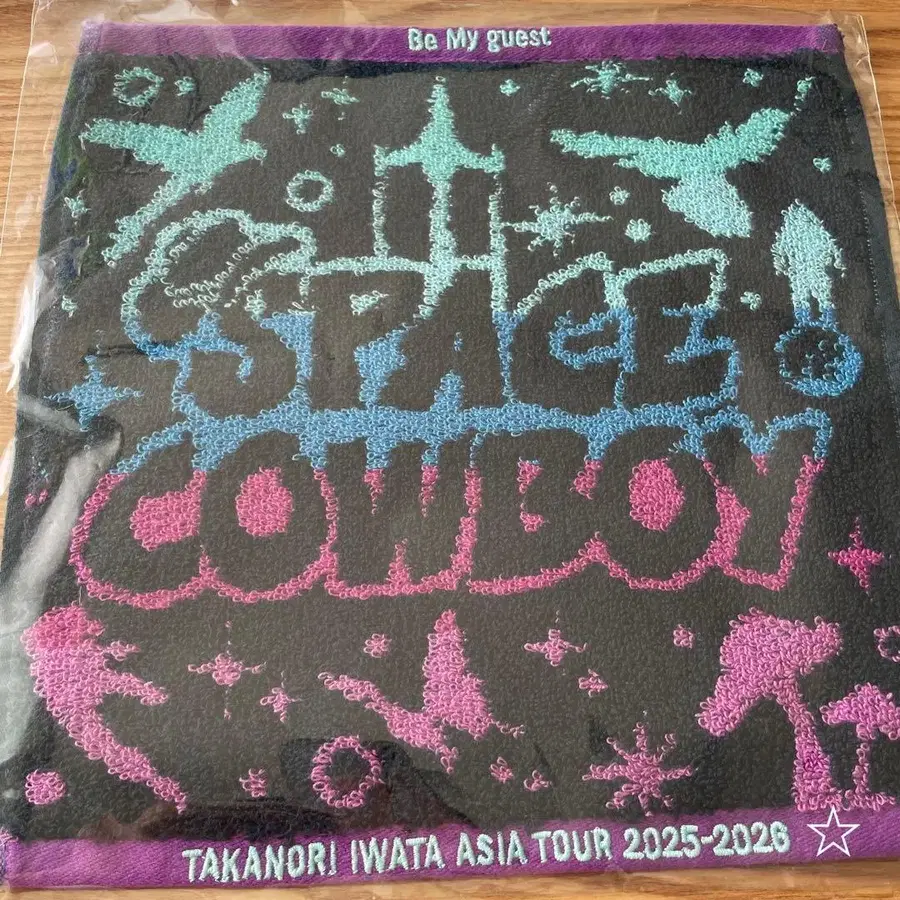 Be My guest
SPACE
COWBOY
TAKANORI IWATA ASIA TOUR 2025-2026